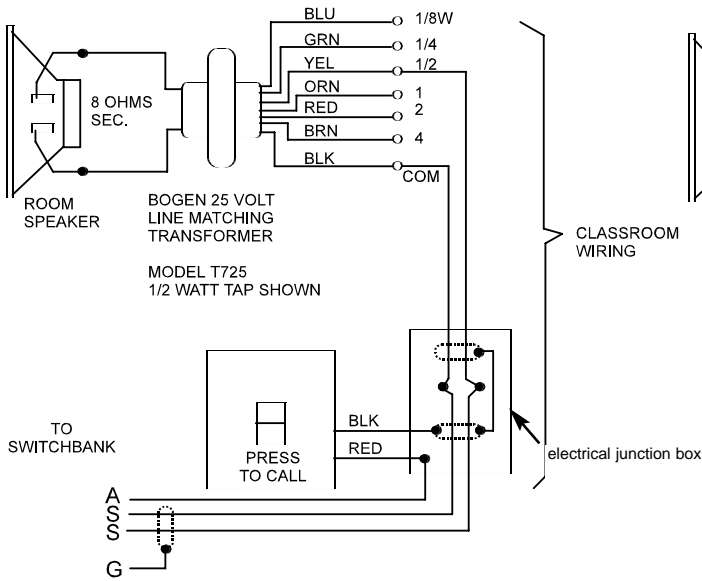 BLU
1/8W
GRN
1/4
YEL
1/2
ORN
1
RED
2
BRN
4
BLK
COM
8 OHMS
SEC.
ROOM
SPEAKER
BOGEN 25 VOLT
LINE MATCHING
TRANSFORMER
MODEL T725
1/2 WATT TAP SHOWN
CLASSROOM
WIRING
TO
SWITCHBANK
PRESS
TO CALL
BLK
RED
electrical junction box
A
S
S
G